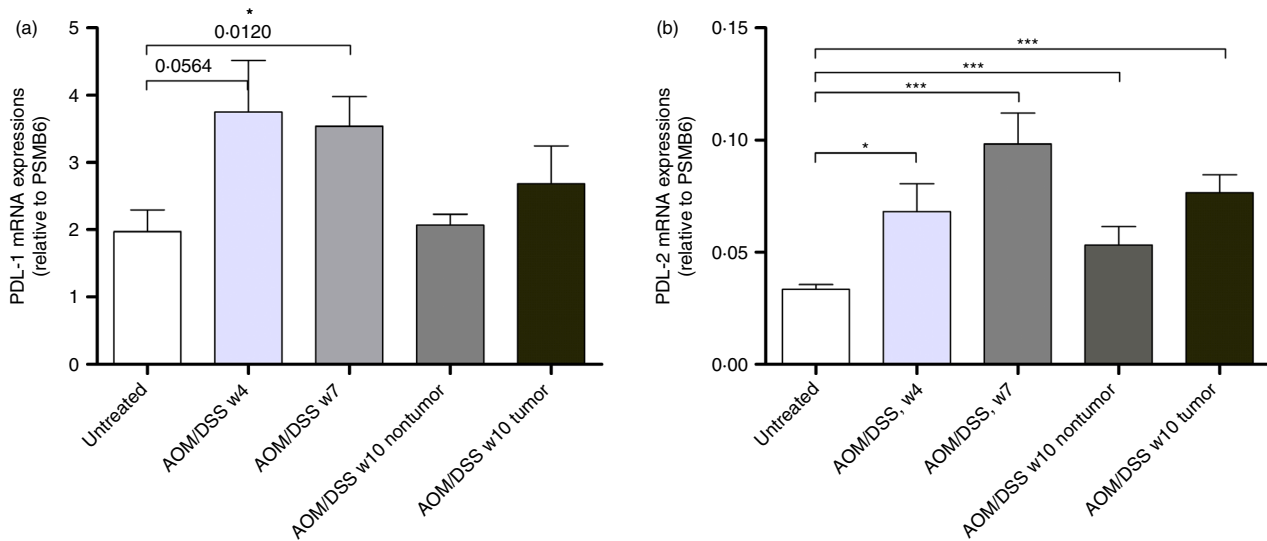 (a)
PDL-1 mRNA expressions
(relative to PSMB6)
5
4
3
2
1
0
*
0·0120
0·0564
Untreated
AOM/DSS w4
AOM/DSS w7
AOM/DSS w10 nontumor
AOM/DSS w10 tumor
(b)
PDL-2 mRNA expressions
(relative to PSMB6)
0·15
0·10
0·05
0·00
***
***
***
*
Untreated
AOM/DSS, w4
AOM/DSS, w7
AOM/DSS w10 nontumor
AOM/DSS w10 tumor